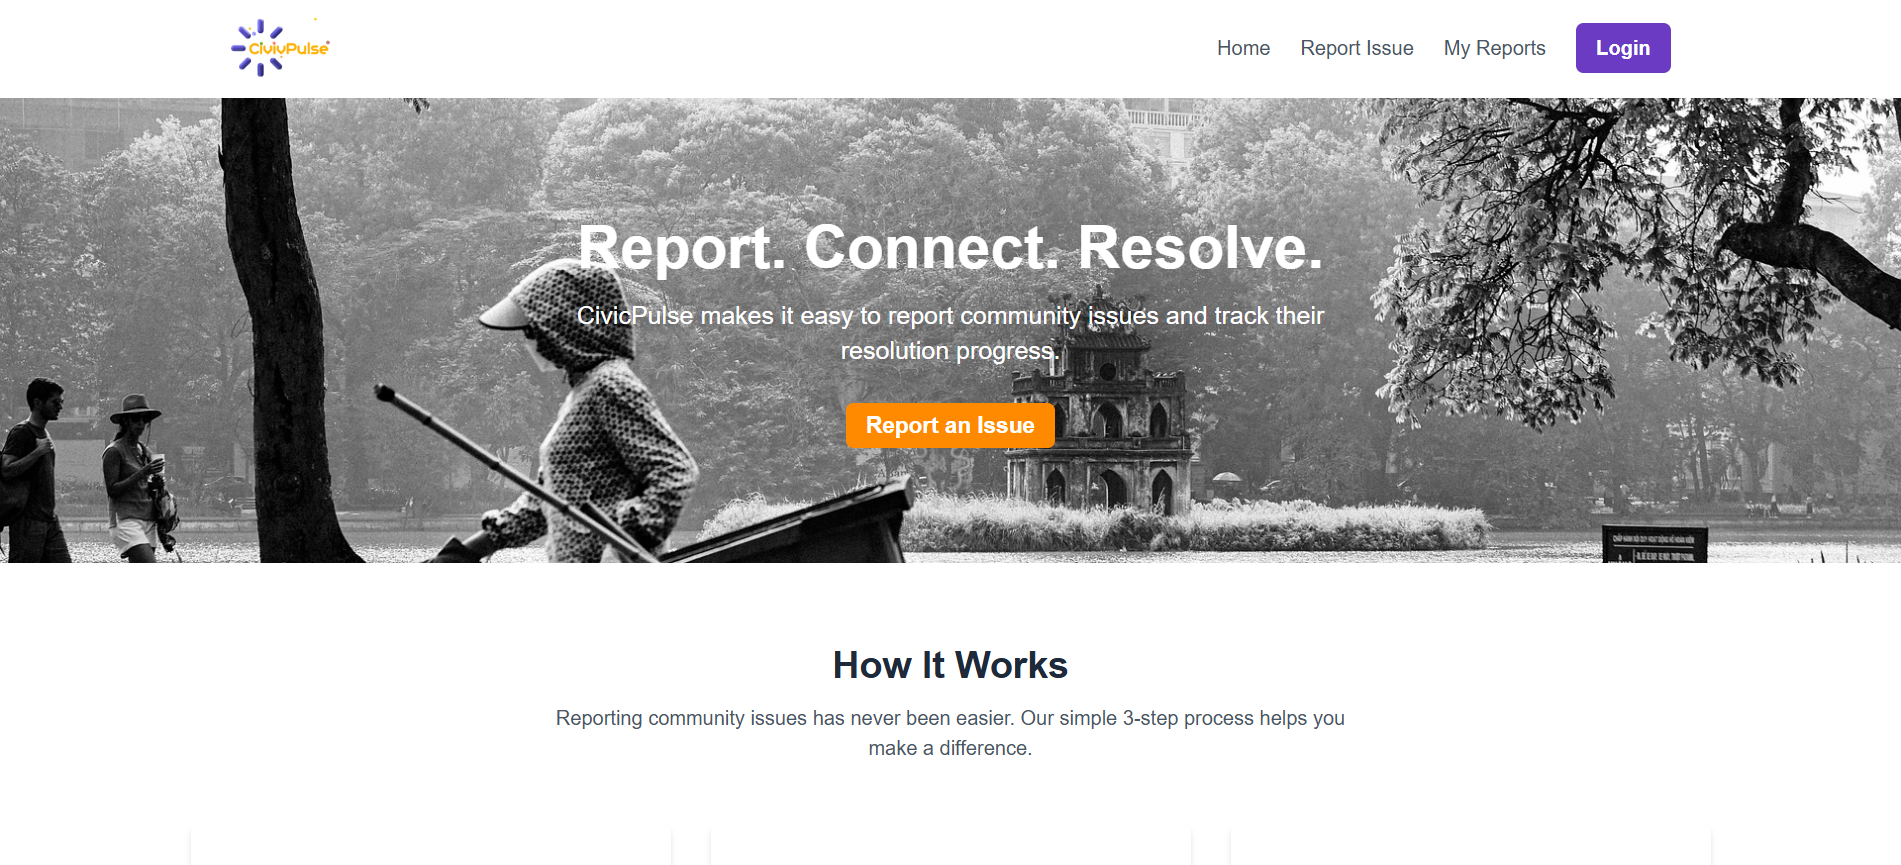 CivivPulse
Home Report Issue My Reports Login
Report. Connect. Resolve.
CivicPulse makes it easy to report community issues and track their
resolution progress.
Report an Issue
How It Works
Reporting community issues has never been easier. Our simple 3-step process helps you
make a difference.